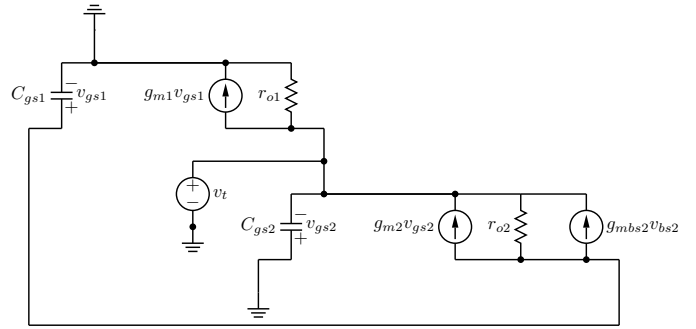 C_{gs1} − + v_{gs1} g_{m1}v_{gs1} r_{o1}
+ − v_t
C_{gs2} − + v_{gs2} g_{m2}v_{gs2} r_{o2} g_{mbs2}v_{bs2}